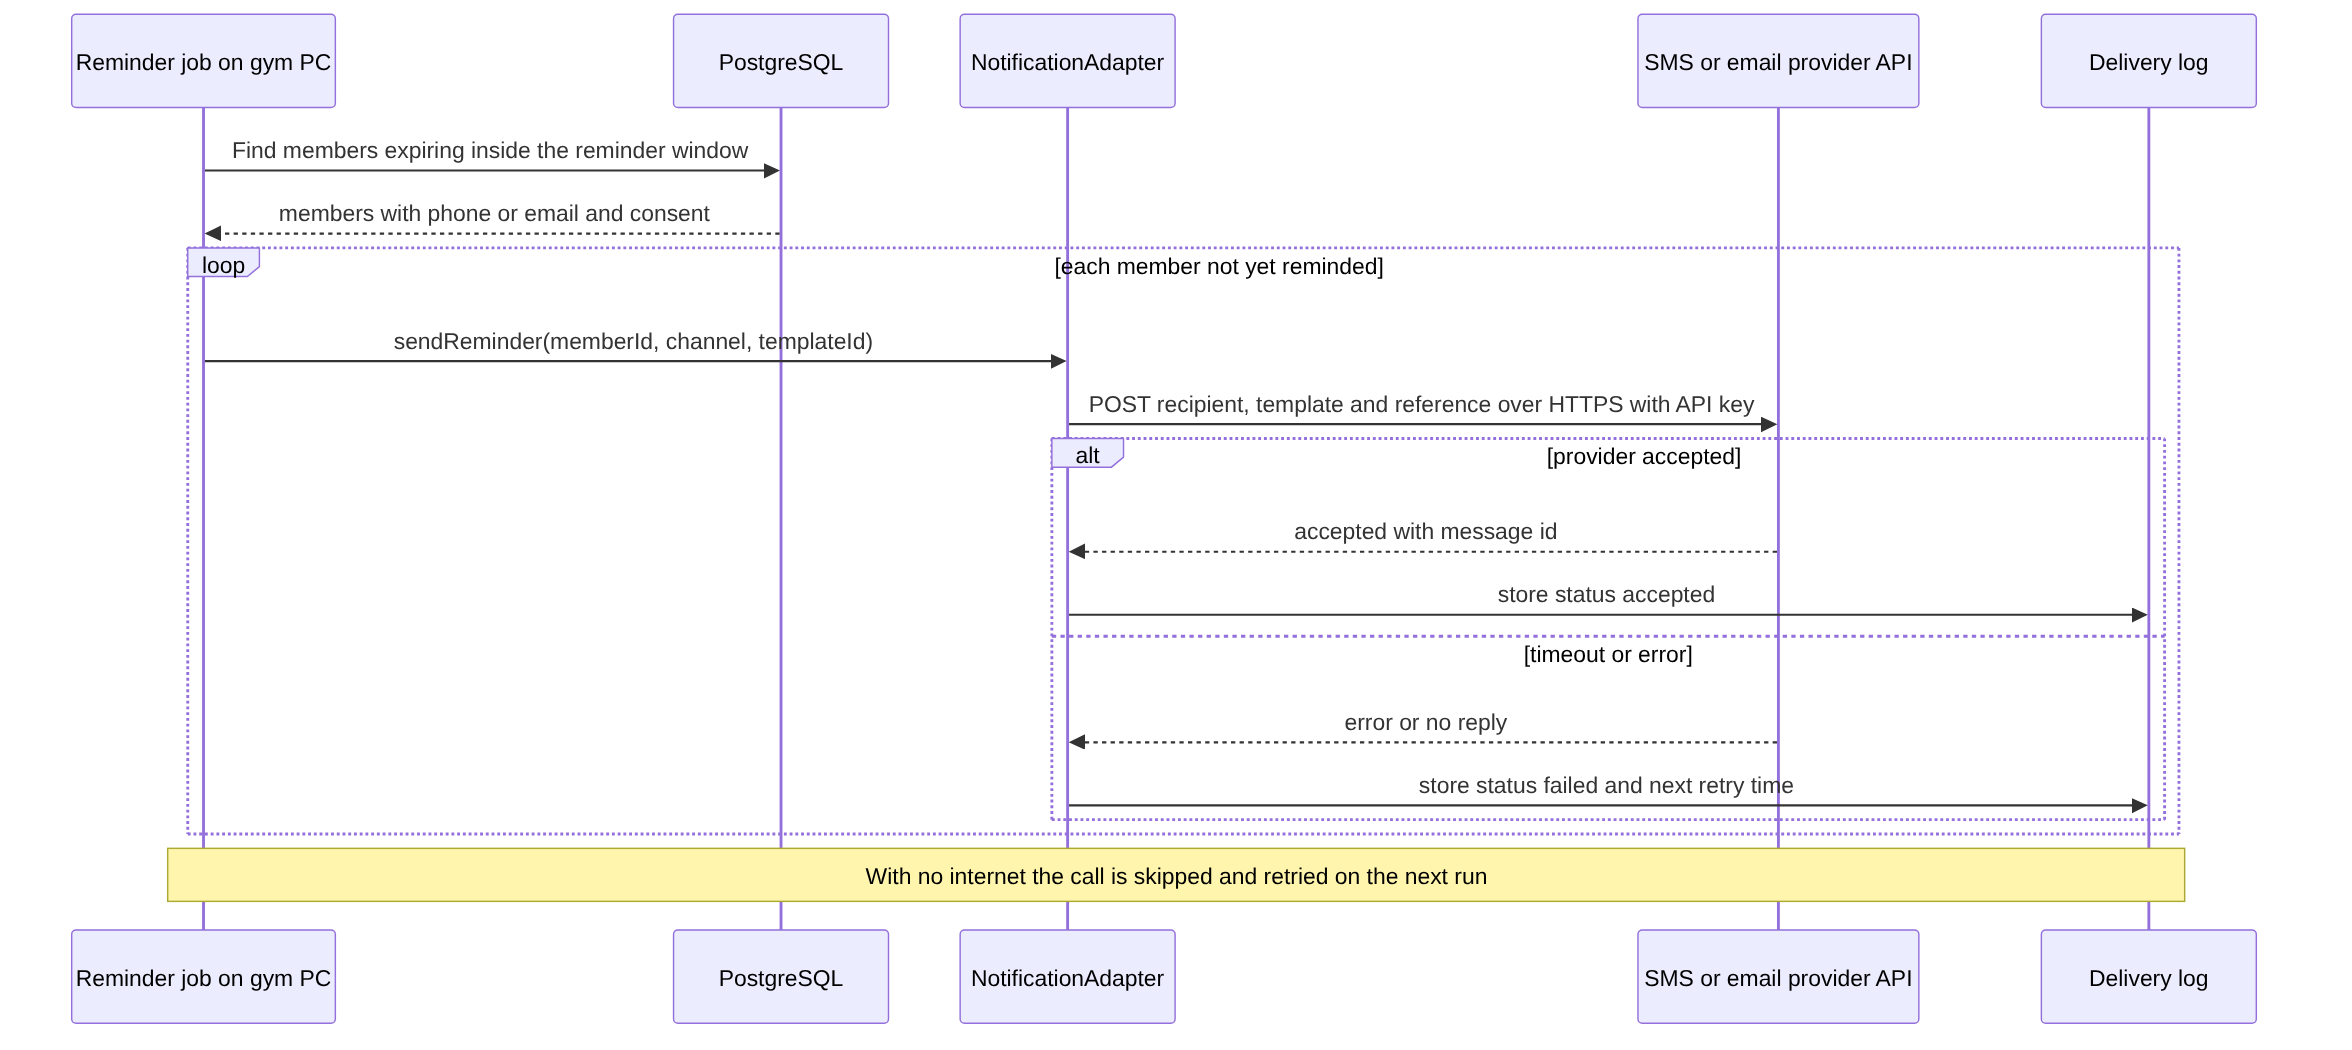 Reminder job on gym PC
PostgreSQL
NotificationAdapter
SMS or email provider API
Delivery log
Find members expiring inside the reminder window
members with phone or email and consent
loop
[each member not yet reminded]
sendReminder(memberId, channel, templateId)
POST recipient, template and reference over HTTPS with API key
alt
[provider accepted]
accepted with message id
store status accepted
[timeout or error]
error or no reply
store status failed and next retry time
With no internet the call is skipped and retried on the next run
Reminder job on gym PC
PostgreSQL
NotificationAdapter
SMS or email provider API
Delivery log